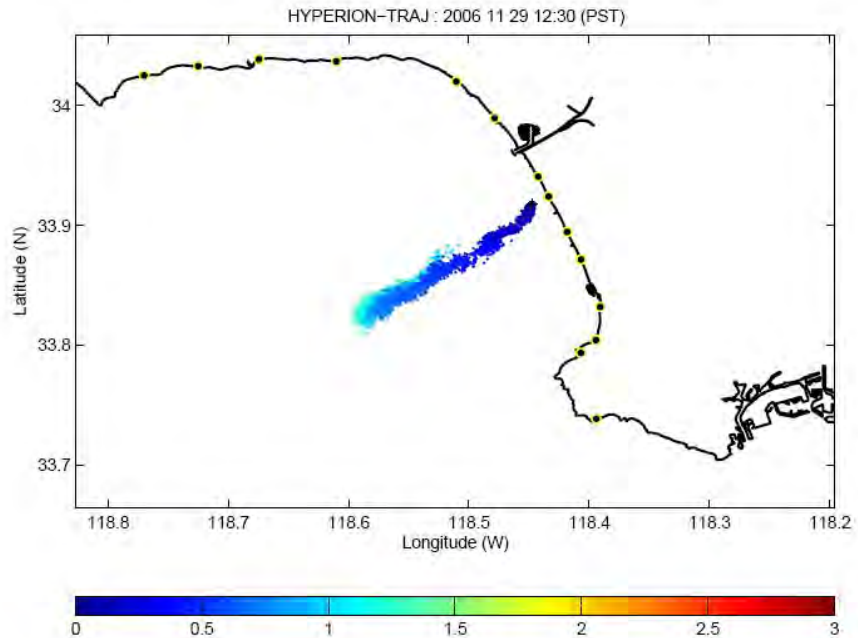 HYPERION-TRAJ : 2006 11 29 12:30 (PST)
34
33.9
33.8
33.7
Latitude (N)
118.8 118.7 118.6 118.5 118.4 118.3 118.2
Longitude (W)
0 0.5 1 1.5 2 2.5 3